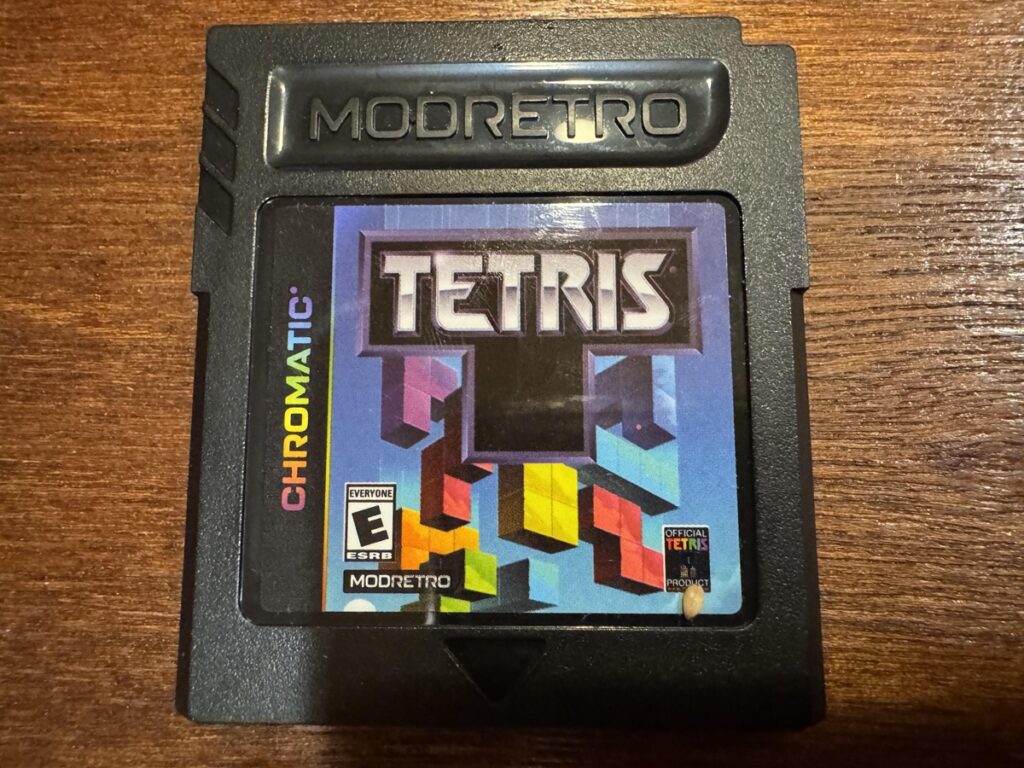 MODRETRO
CHROMATIC
TETRIS
EVERYONE
E
ESRB
MODRETRO
OFFICIAL
TETRIS
PRODUCT